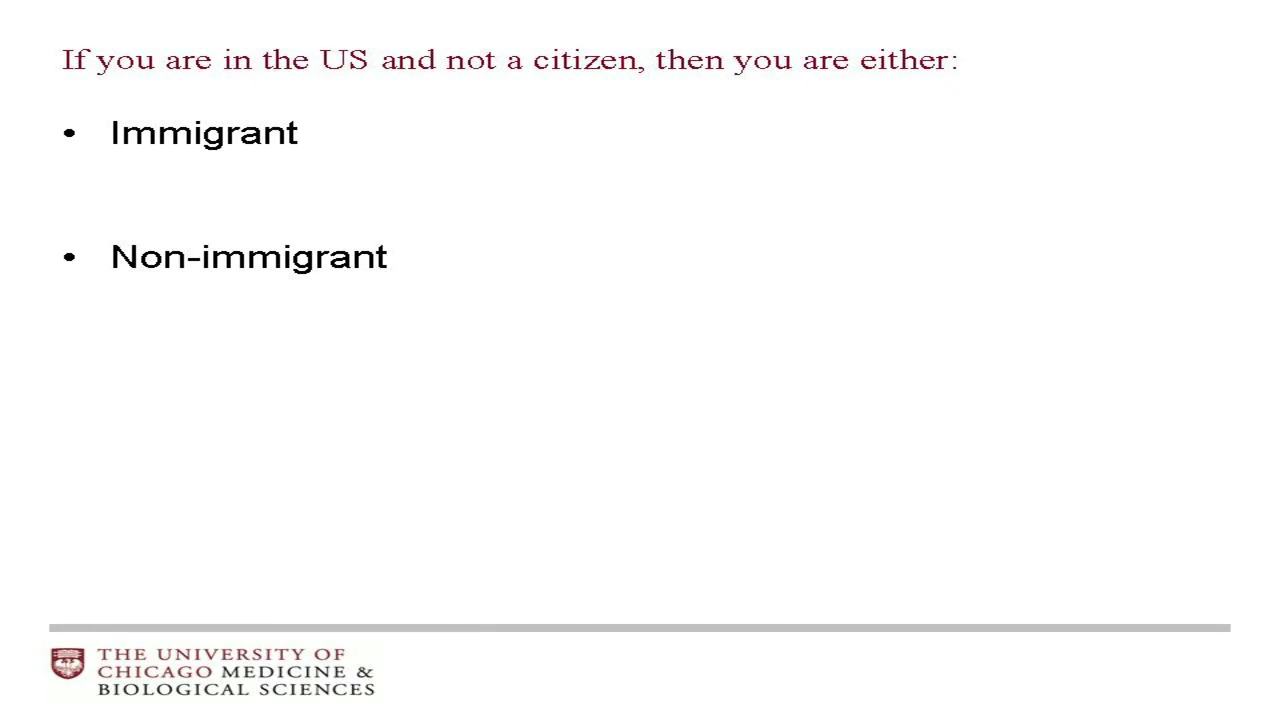 If you are in the US and not a citizen, then you are either:
• Immigrant
• Non-immigrant
THE UNIVERSITY OF
CHICAGO MEDICINE &
BIOLOGICAL SCIENCES